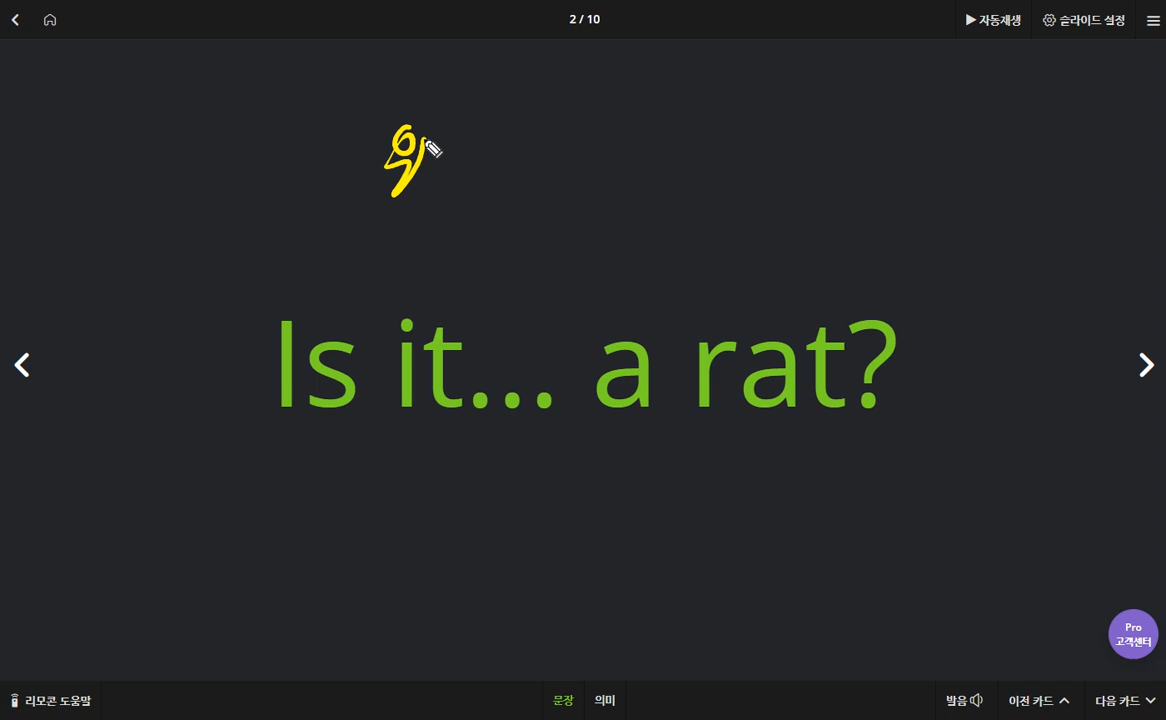 2 / 10
자동재생
슬라이드 설정
Is it... a rat?
Pro
고객센터
리모콘 도움말
문장
의미
발음
이전 카드
다음 카드